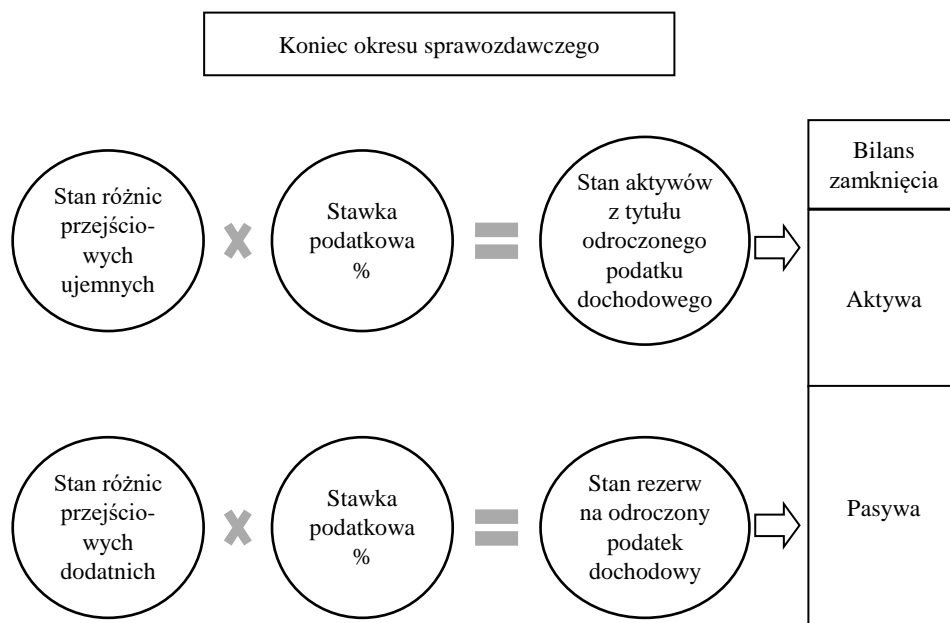 Koniec okresu sprawozdawczego
Bilans
zamknięcia
Stan różnic
przejścio-
wych
ujemnych
Stawka
podatkowa
%
Stan aktywów
z tytułu
odroczonego
podatku
dochodowego
Aktywa
Stan różnic
przejścio-
wych
dodatnich
Stawka
podatkowa
%
Stan rezerw
na odroczony
podatek
dochodowy
Pasywa